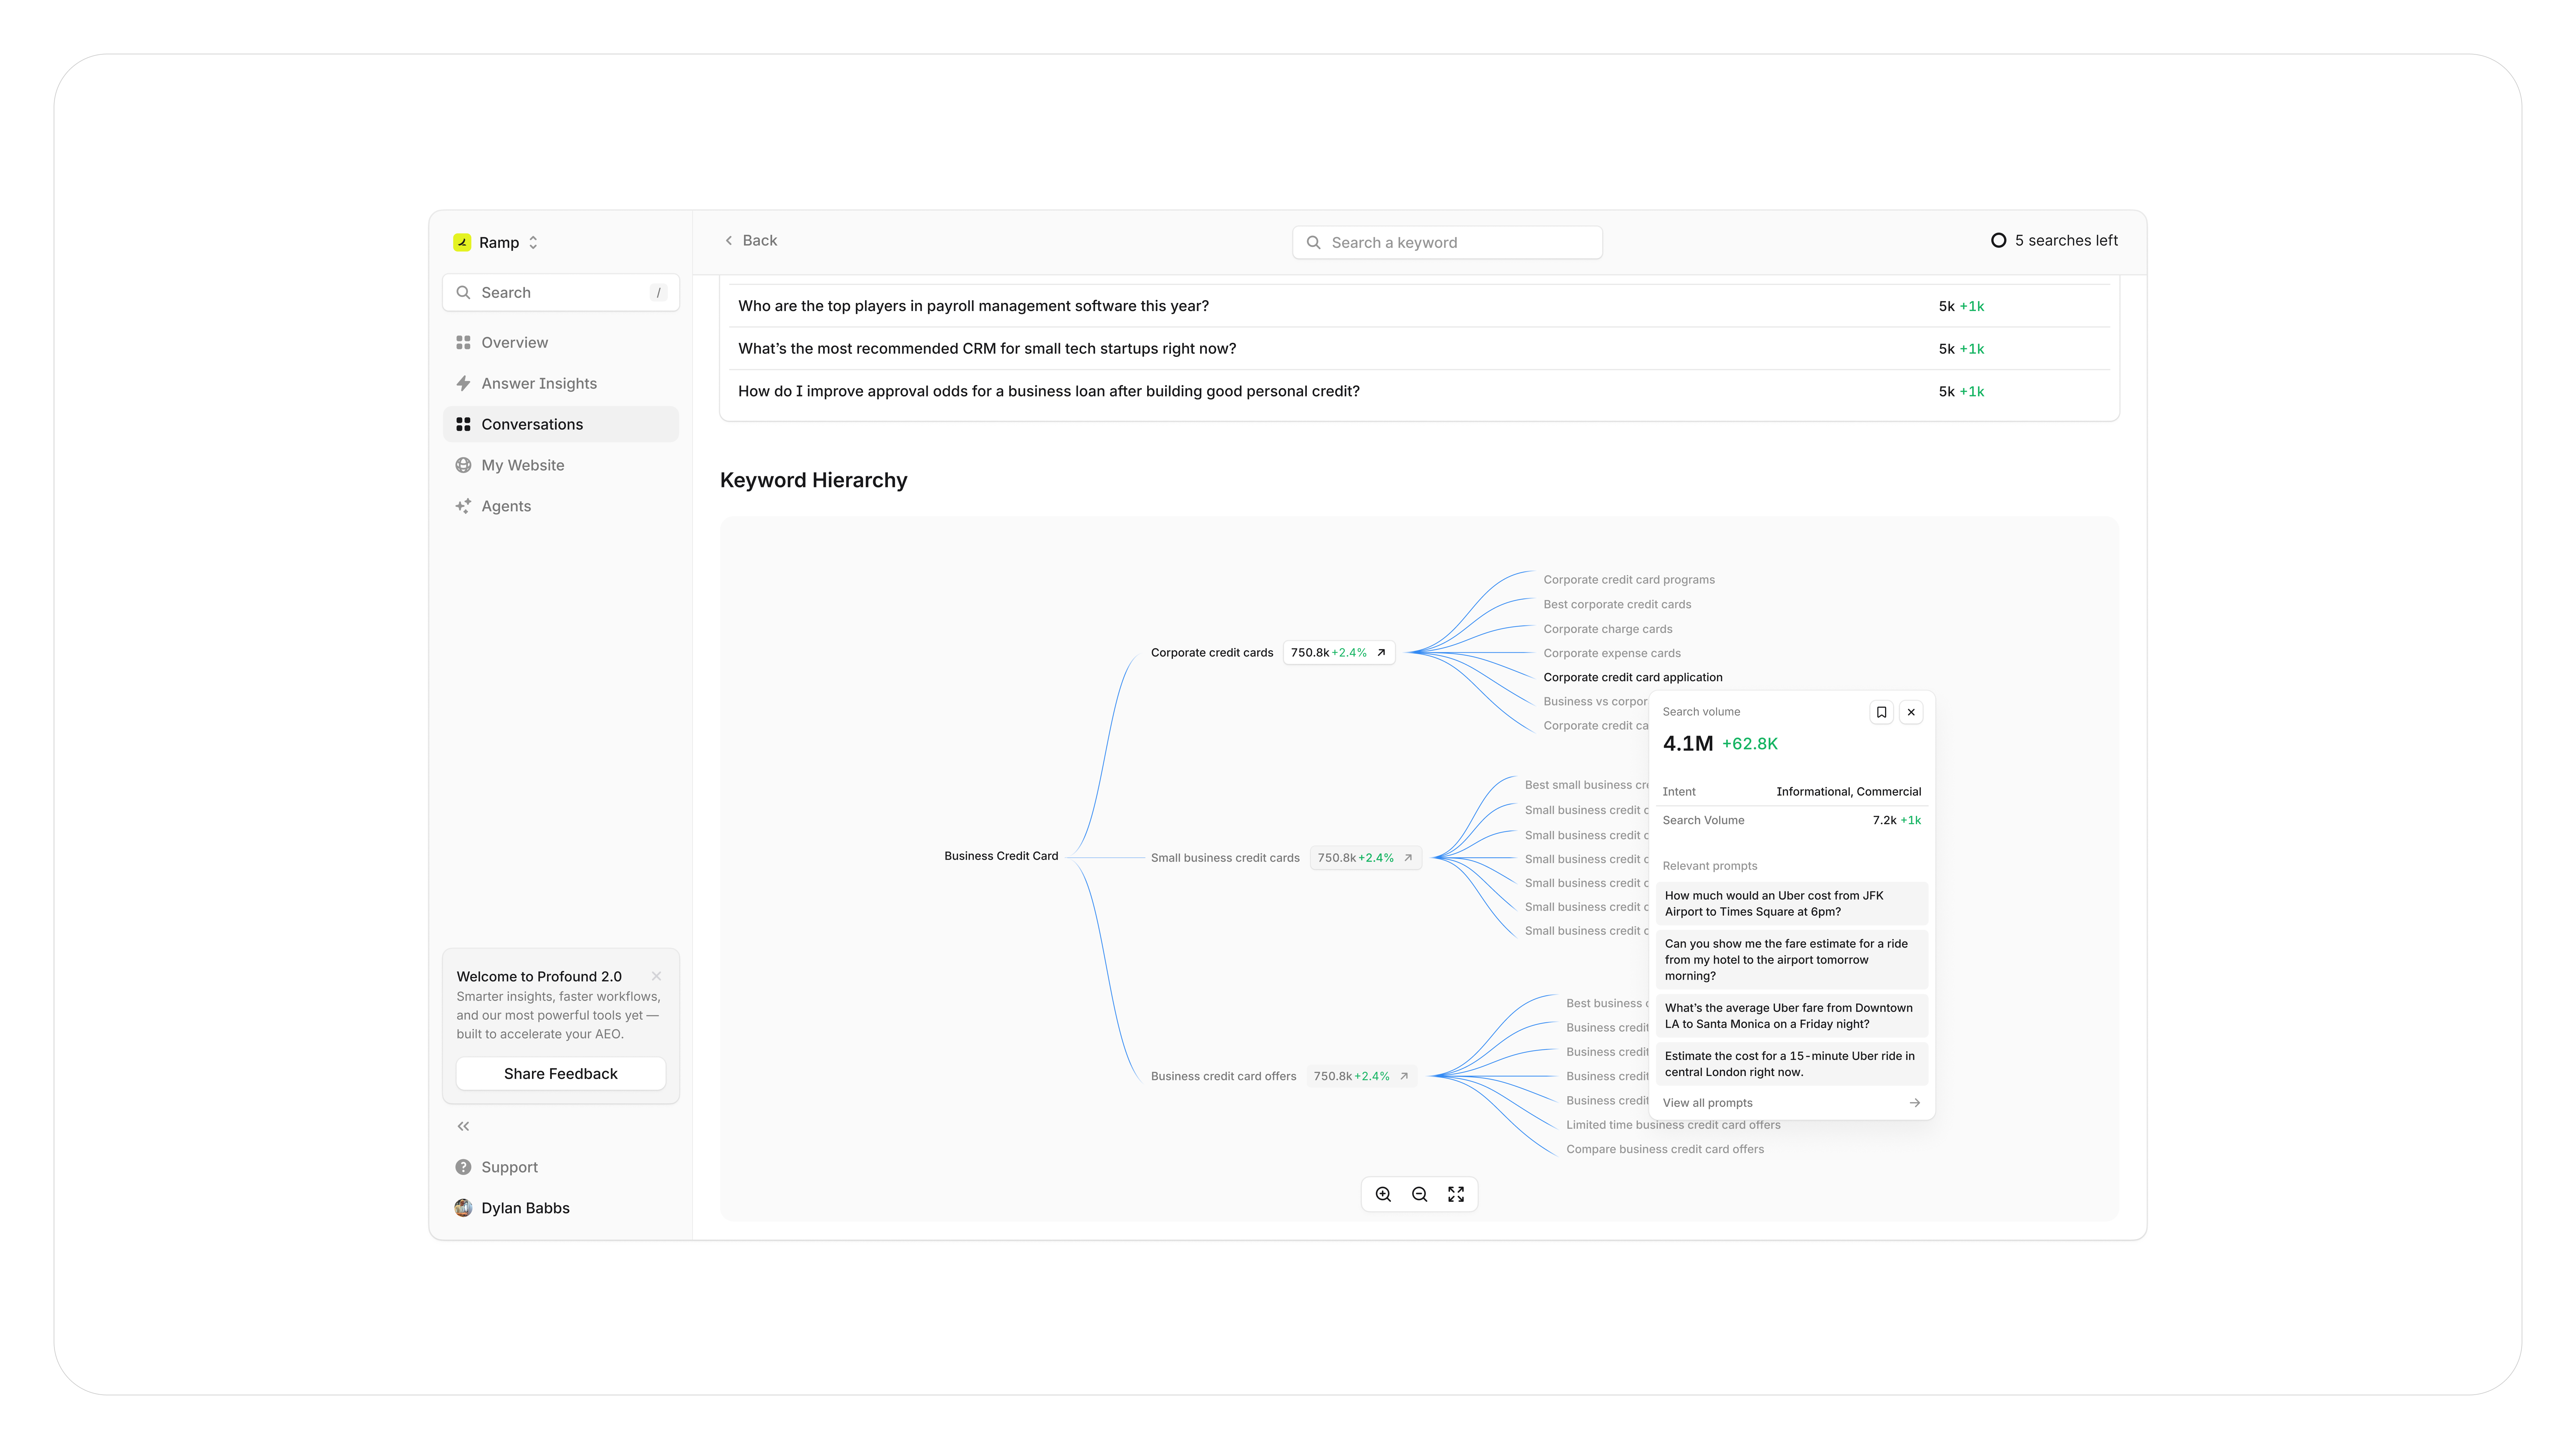 Ramp
Search
/
Overview
Answer Insights
Conversations
My Website
Agents
Welcome to Profound 2.0
Smarter insights, faster workflows,
and our most powerful tools yet —
built to accelerate your AEO.
Share Feedback
Support
Dylan Babbs
Back
Search a keyword
5 searches left
Who are the top players in payroll management software this year?
5k +1k
What’s the most recommended CRM for small tech startups right now?
5k +1k
How do I improve approval odds for a business loan after building good personal credit?
5k +1k
Keyword Hierarchy
Business Credit Card
Corporate credit cards
750.8k +2.4%
Corporate credit card programs
Best corporate credit cards
Corporate charge cards
Corporate expense cards
Corporate credit card application
Business vs corpor
Corporate credit ca
Small business credit cards
750.8k +2.4%
Best small business cre
Small business credit c
Small business credit c
Small business credit c
Small business credit c
Small business credit c
Small business credit c
Business credit card offers
750.8k +2.4%
Best business c
Business credit
Business credit
Business credit
Business credit
Limited time business credit card offers
Compare business credit card offers
Search volume
4.1M +62.8K
Intent
Informational, Commercial
Search Volume
7.2k +1k
Relevant prompts
How much would an Uber cost from JFK
Airport to Times Square at 6pm?
Can you show me the fare estimate for a ride
from my hotel to the airport tomorrow
morning?
What’s the average Uber fare from Downtown
LA to Santa Monica on a Friday night?
Estimate the cost for a 15-minute Uber ride in
central London right now.
View all prompts